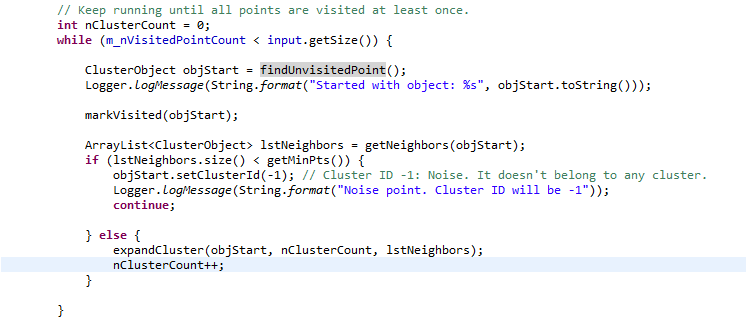 // Keep running until all points are visited at least once.
int nClusterCount = 0;
while (m_nVisitedPointCount < input.getSize()) {
ClusterObject objStart = findUnvisitedPoint();
Logger.logMessage(String.format("Started with object: %s", objStart.toString()));
markVisited(objStart);
ArrayList<ClusterObject> lstNeighbors = getNeighbors(objStart);
if (lstNeighbors.size() < getMinPts()) {
objStart.setClusterId(-1); // Cluster ID -1: Noise. It doesn't belong to any cluster.
Logger.logMessage(String.format("Noise point. Cluster ID will be -1"));
continue;
} else {
expandCluster(objStart, nClusterCount, lstNeighbors);
nClusterCount++;
}
}